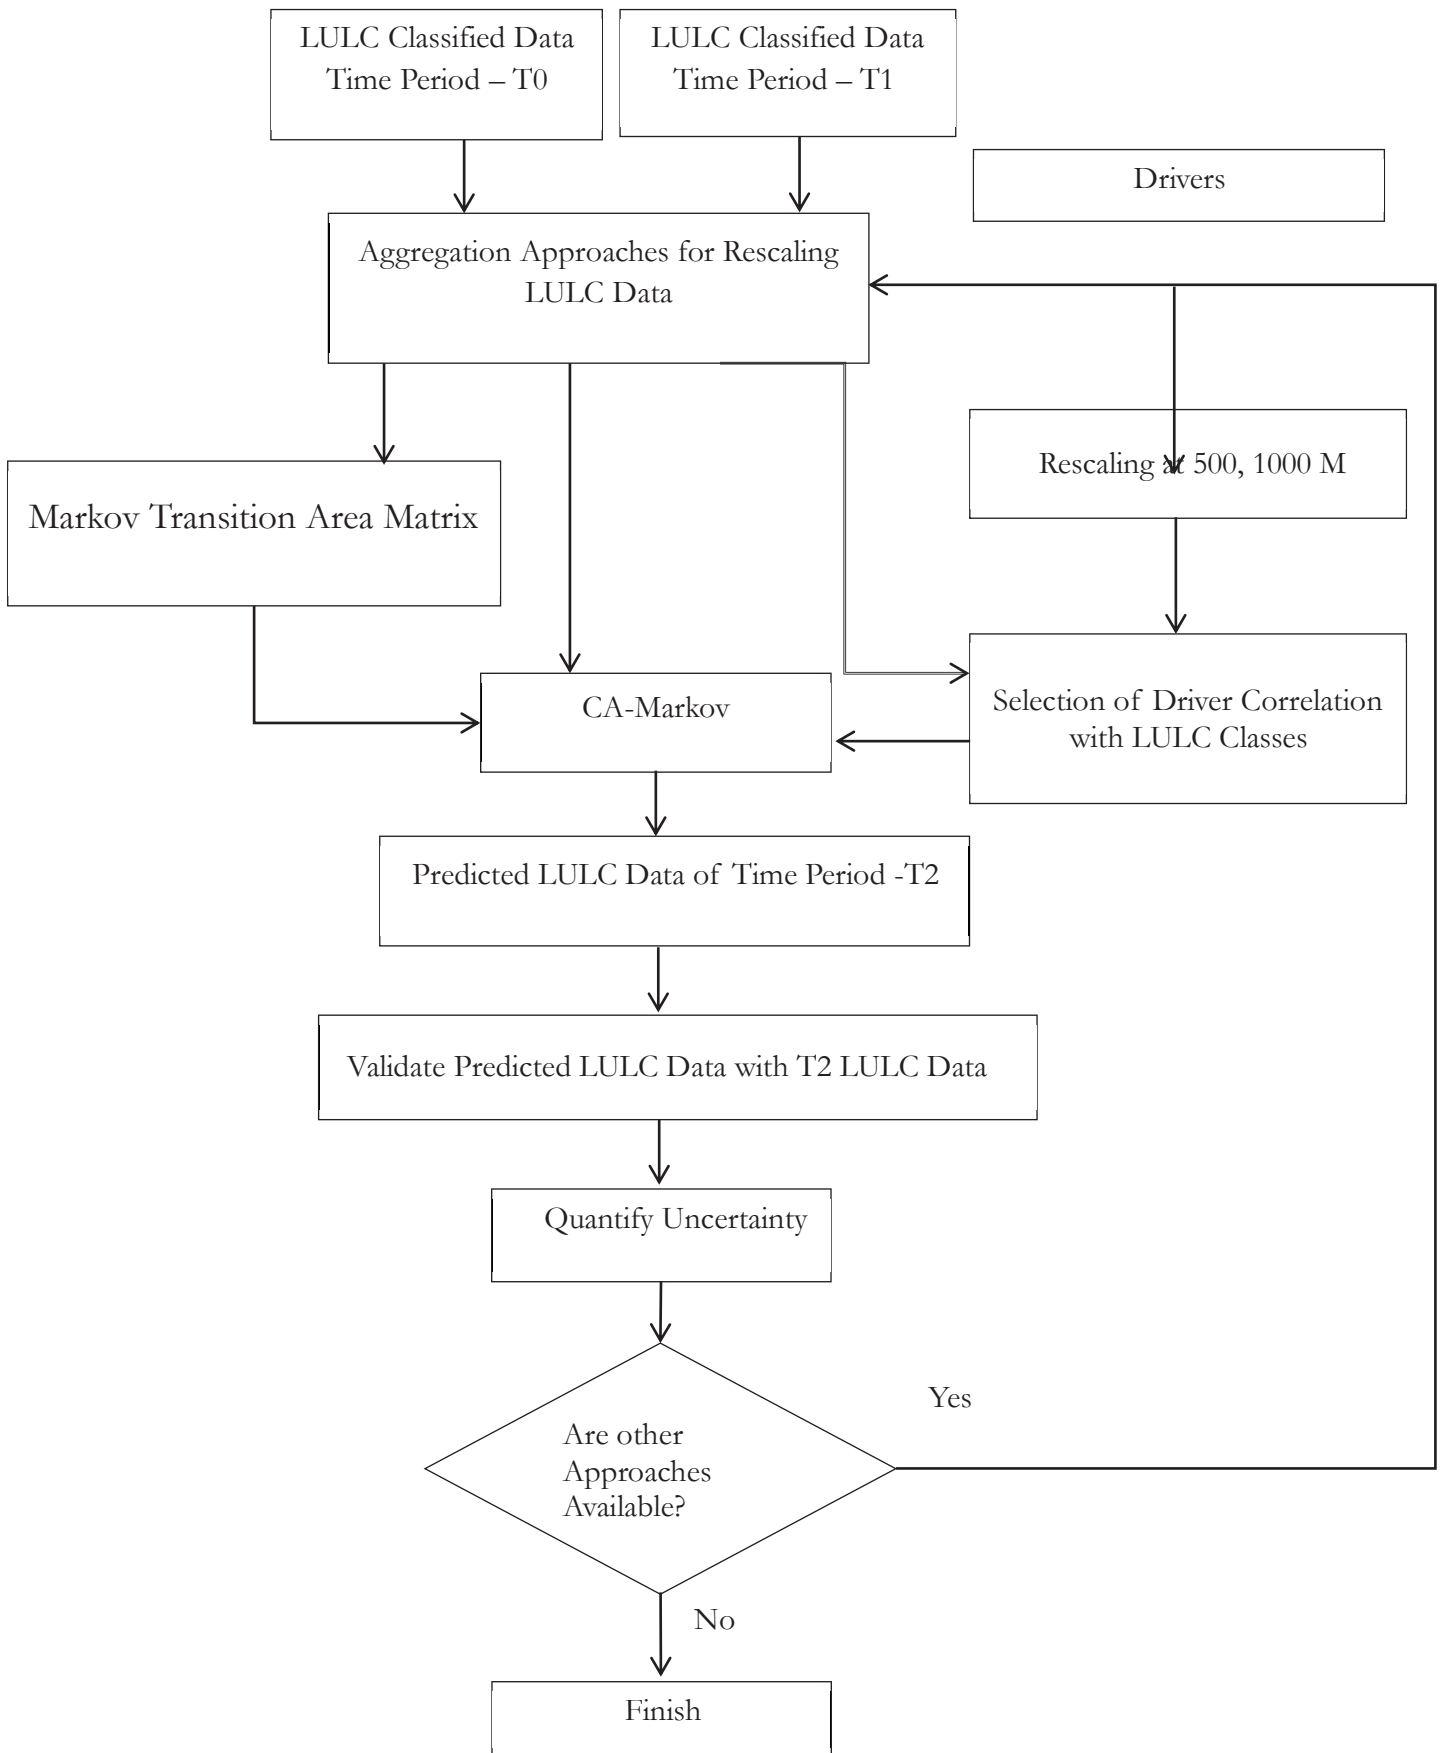 LULC Classified Data
Time Period – T0
LULC Classified Data
Time Period – T1
Drivers
Aggregation Approaches for Rescaling
LULC Data
Rescaling at 500, 1000 M
Markov Transition Area Matrix
Selection of Driver Correlation
with LULC Classes
CA-Markov
Predicted LULC Data of Time Period -T2
Validate Predicted LULC Data with T2 LULC Data
Quantify Uncertainty
Yes
Are other
Approaches
Available?
No
Finish